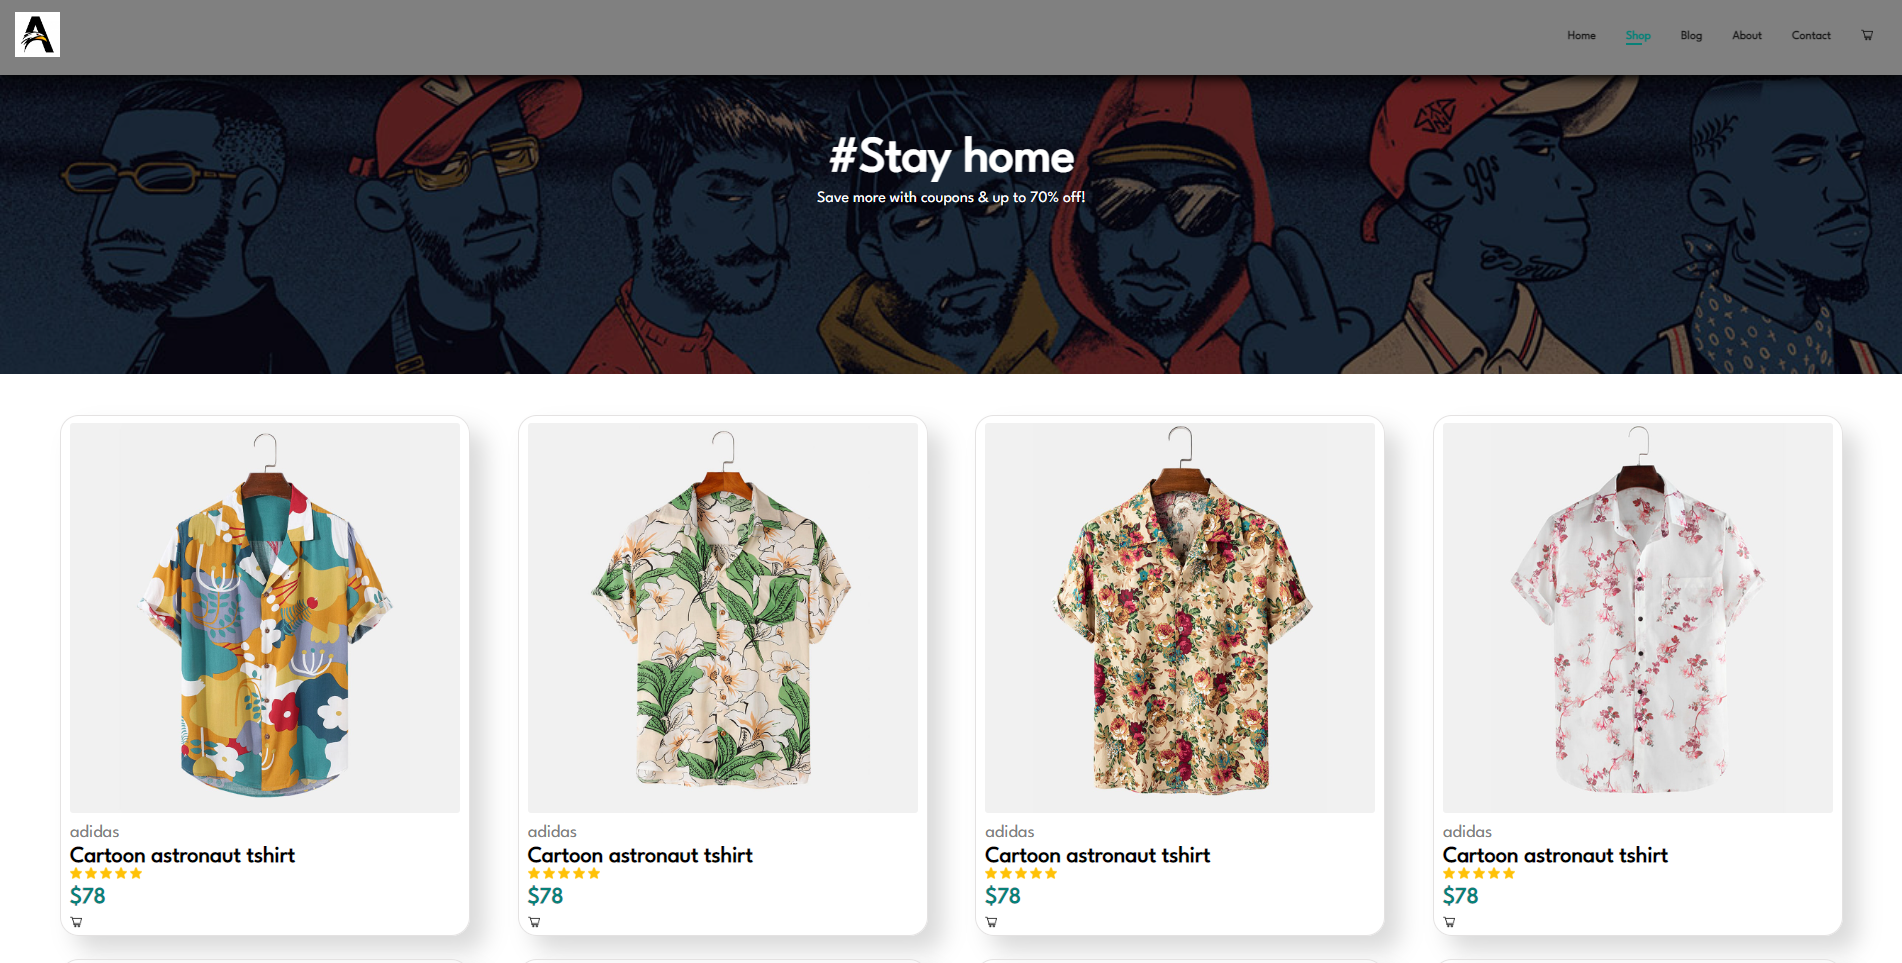 A
Home Shop Blog About Contact
#Stay home
Save more with coupons & up to 70% off!
99s
adidas
Cartoon astronaut tshirt
$78
adidas
Cartoon astronaut tshirt
$78
adidas
Cartoon astronaut tshirt
$78
adidas
Cartoon astronaut tshirt
$78